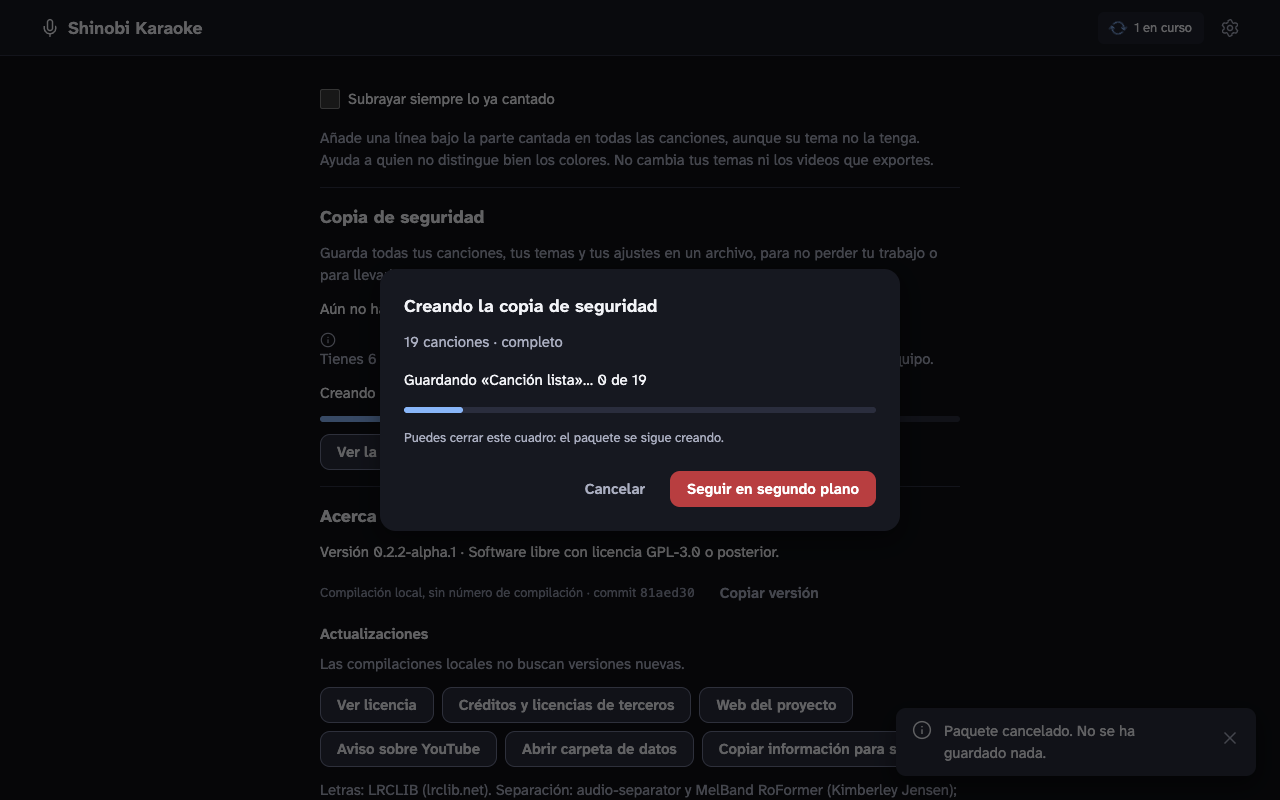 Shinobi Karaoke
1 en curso
Subrayar siempre lo ya cantado
Añade una línea bajo la parte cantada en todas las canciones, aunque su tema no la tenga.
Ayuda a quien no distingue bien los colores. No cambia tus temas ni los videos que exportes.
Copia de seguridad
Guarda todas tus canciones, tus temas y tus ajustes en un archivo, para no perder tu trabajo o
para lleva
Aún no ha
Tienes 6
quipo.
Creando
Ver la
Creando la copia de seguridad
19 canciones · completo
Guardando «Canción lista»… 0 de 19
Puedes cerrar este cuadro: el paquete se sigue creando.
Cancelar
Seguir en segundo plano
Acerca
Versión 0.2.2-alpha.1 · Software libre con licencia GPL-3.0 o posterior.
Compilación local, sin número de compilación · commit 81aed30
Copiar versión
Actualizaciones
Las compilaciones locales no buscan versiones nuevas.
Ver licencia
Créditos y licencias de terceros
Web del proyecto
Aviso sobre YouTube
Abrir carpeta de datos
Copiar información para s
Paquete cancelado. No se ha
guardado nada.
Letras: LRCLIB (lrclib.net). Separación: audio-separator y MelBand RoFormer (Kimberley Jensen);